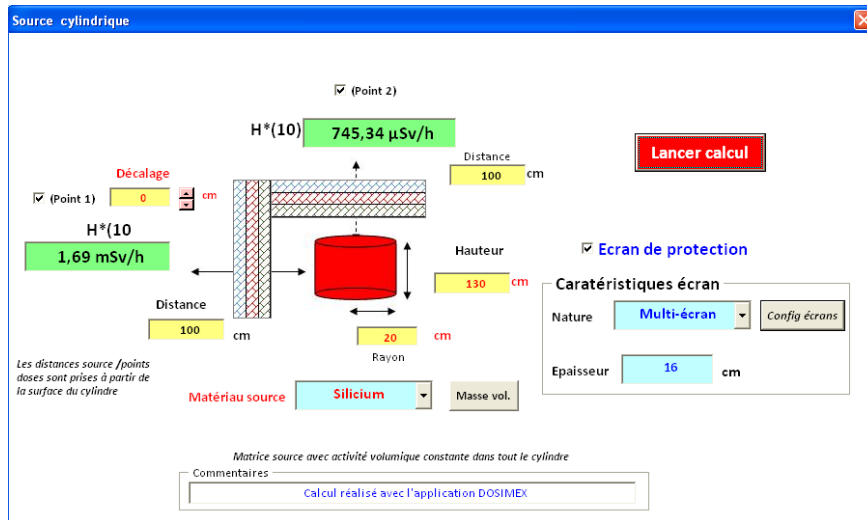 Source cylindrique
(Point 2)
H*(10)
745,34 µSv/h
Lancer calcul
Distance
100 cm
Décalage
(Point 1)
0
cm
H*(10
1,69 mSv/h
Hauteur
130 cm
Ecran de protection
Caratéristiques écran
Nature
Multi-écran
Config écrans
Epaisseur
16
cm
Distance
100
cm
20
cm
Rayon
Les distances source /points
doses sont prises à partir de
la surface du cylindre
Matériau source
Silicium
Masse vol.
Matrice source avec activité volumique constante dans tout le cylindre
Commentaires
Calcul réalisé avec l'application DOSIMEX